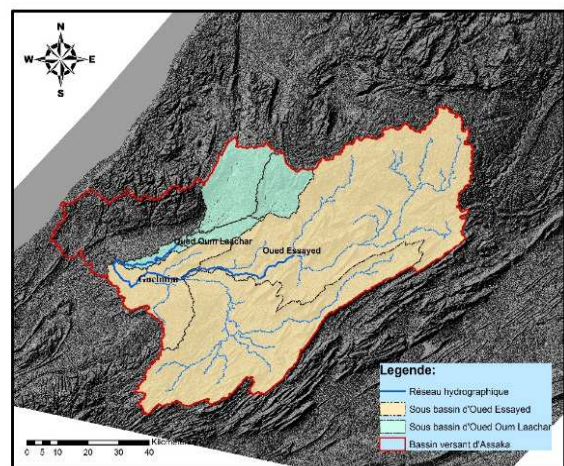 N
W E
S
Oued Oum Laachar
Oued Essayed
Guelmim
Legende:
Réseau hydrographique
Sous bassin d'Oued Essayed
Sous bassin d'Oued Oum Laachar
Bassin versant d'Assaka
0 5 10 20 30 40